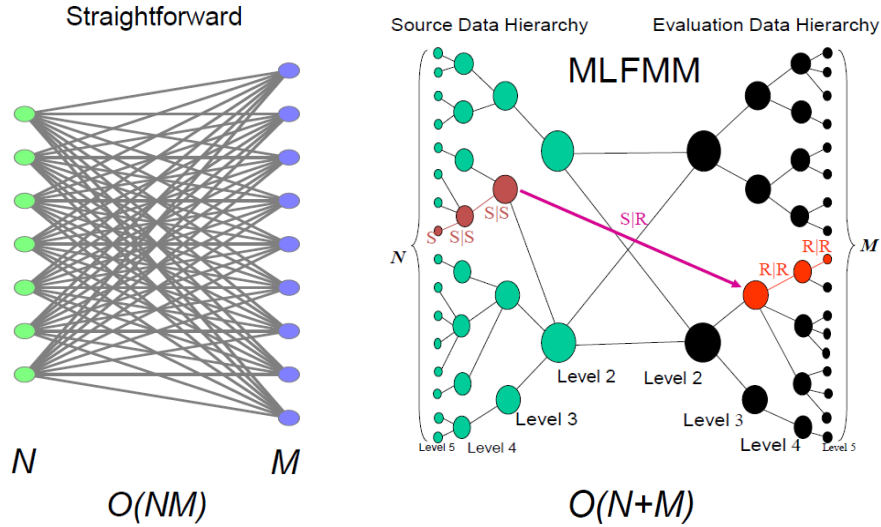 Straightforward
N
M
O(NM)
Source Data Hierarchy
Evaluation Data Hierarchy
MLFMM
N
S
S|S
S|S
S|R
R|R
R|R
M
Level 2
Level 2
Level 3
Level 3
Level 4
Level 4
Level 5
Level 5
O(N+M)